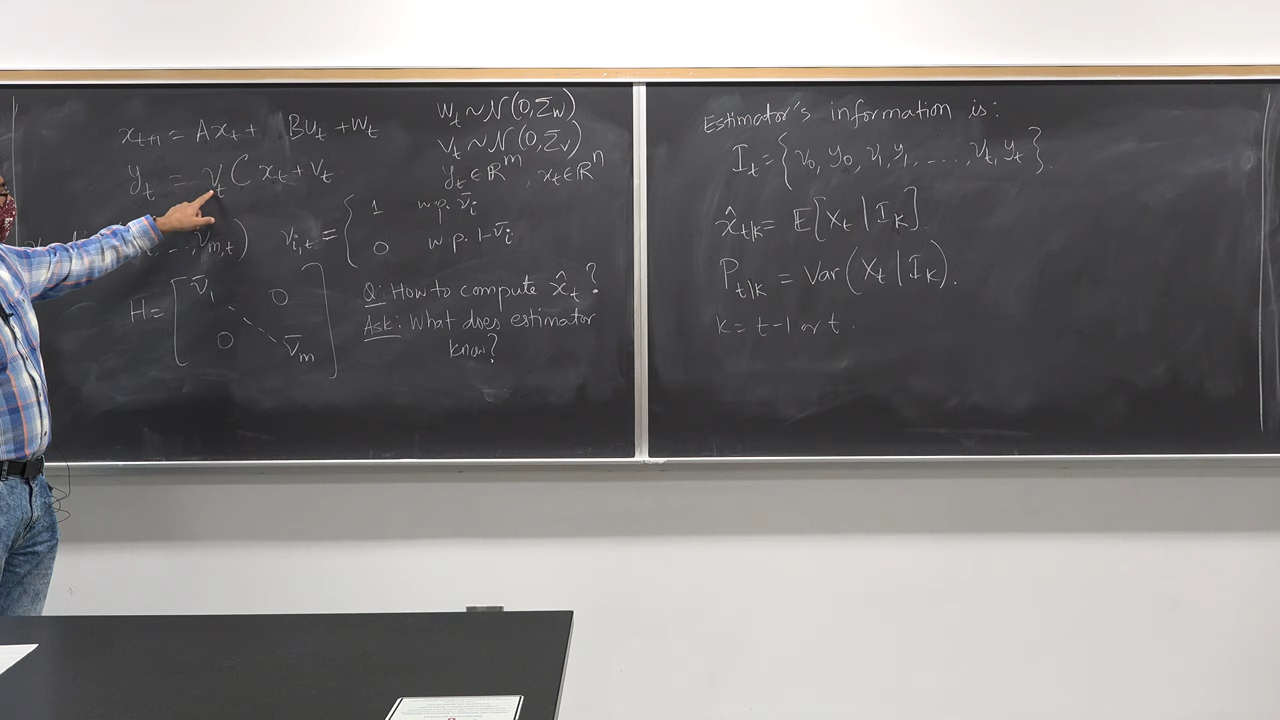 x_{t+1} = Ax_t + Bu_t + w_t
w_t ~ N(0, Σ_w)
v_t ~ N(0, Σ_v)
y_t = ν_t C x_t + v_t
y_t ∈ ℝ^m, x_t ∈ ℝ^n
ν_{m,t}) ν_{i,t} = { 1 w.p. ν̄_i
0 w.p. 1-ν̄_i
H = [ ν̄_1 0
0 ν̄_m ]
Q: How to compute x̂_t?
Ask: What does estimator
know?
Estimator's information is:
I_t = { ν_0, y_0, ν_1, y_1, ..., ν_t, y_t }.
x̂_{t|k} = E[x_t | I_k]
P_{t|k} = Var(x_t | I_k).
k = t-1 or t.